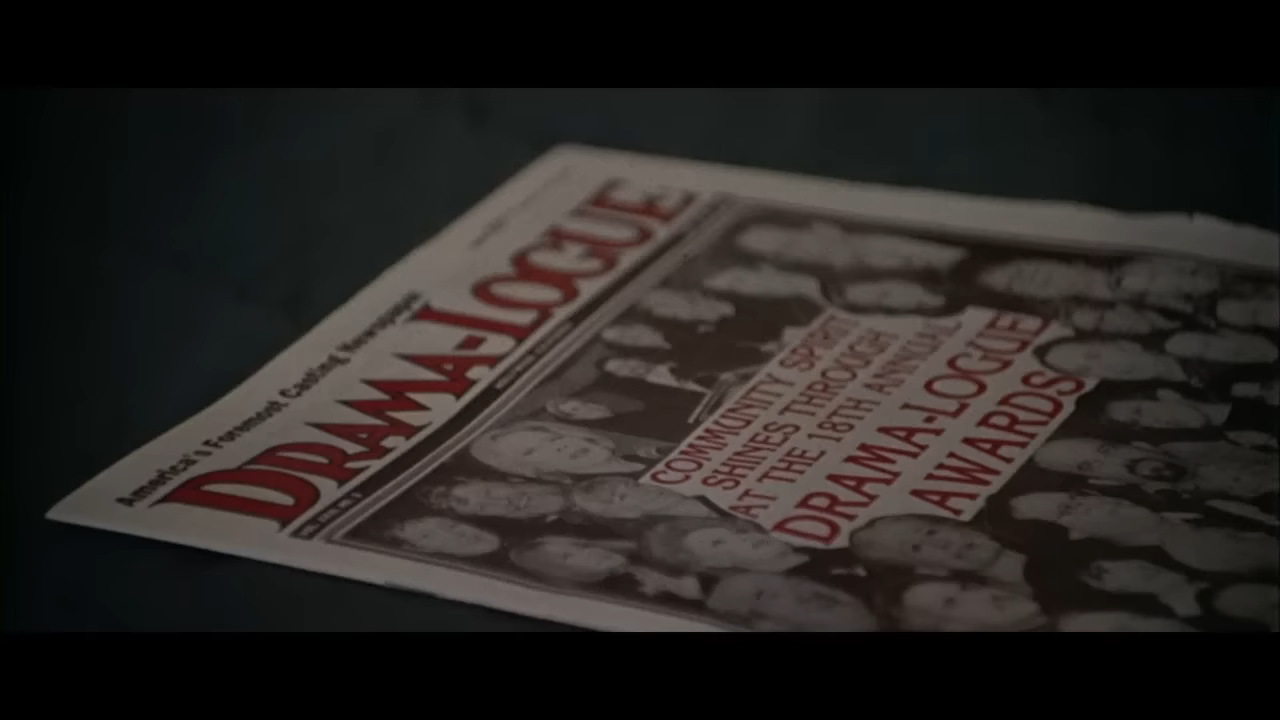 America's Foremost Casting Newspaper
DRAMA-LOGUE
COMMUNITY SPIRIT
SHINES THROUGH
AT THE 18TH ANNUAL
DRAMA-LOGUE
AWARDS